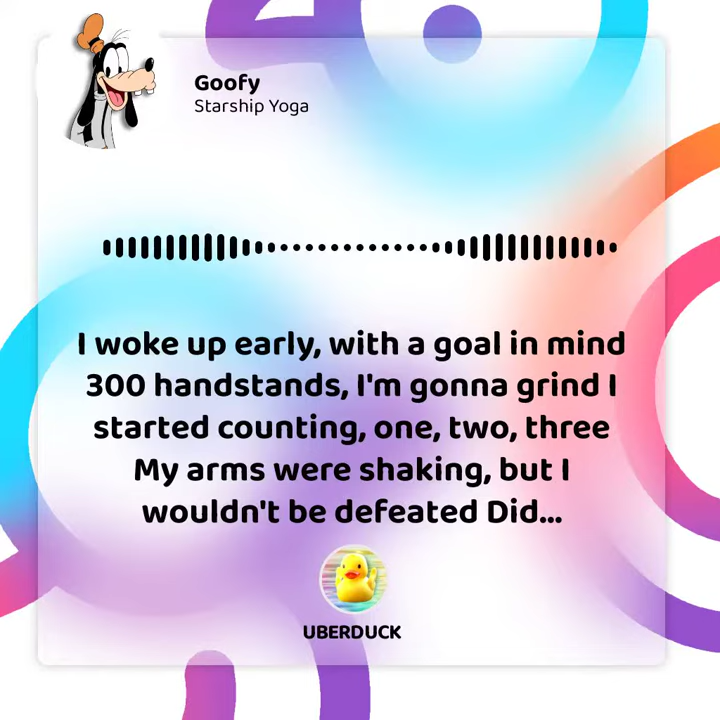 Goofy
Starship Yoga
I woke up early, with a goal in mind
300 handstands, I'm gonna grind I
started counting, one, two, three
My arms were shaking, but I
wouldn't be defeated Did...
UBERDUCK